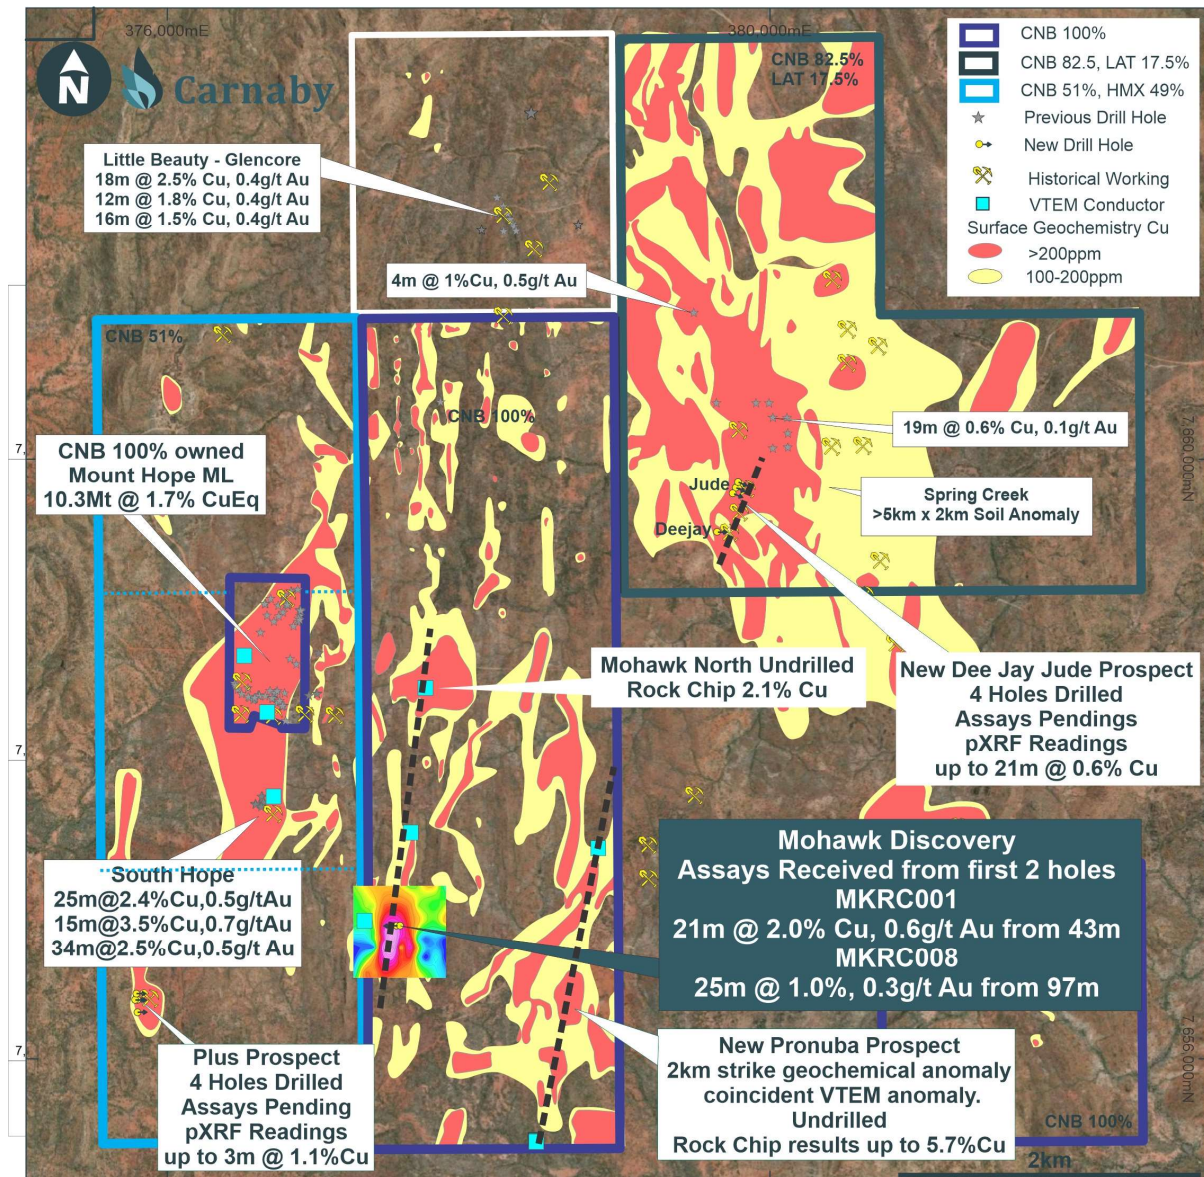 376,000mE
380,000mE
N
Carnaby
CNB 82.5%
LAT 17.5%
CNB 100%
CNB 82.5, LAT 17.5%
CNB 51%, HMX 49%
Previous Drill Hole
New Drill Hole
Historical Working
VTEM Conductor
Surface Geochemistry Cu
>200ppm
100-200ppm
Little Beauty - Glencore
18m @ 2.5% Cu, 0.4g/t Au
12m @ 1.8% Cu, 0.4g/t Au
16m @ 1.5% Cu, 0.4g/t Au
4m @ 1%Cu, 0.5g/t Au
CNB 51%
CNB 100%
CNB 100% owned
Mount Hope ML
10.3Mt @ 1.7% CuEq
19m @ 0.6% Cu, 0.1g/t Au
7,660,000mN
Jude
Deejay
Spring Creek
>5km x 2km Soil Anomaly
Mohawk North Undrilled
Rock Chip 2.1% Cu
New Dee Jay Jude Prospect
4 Holes Drilled
Assays Pendings
pXRF Readings
up to 21m @ 0.6% Cu
7,
7,
7,
South Hope
25m@2.4%Cu,0.5g/tAu
15m@3.5%Cu,0.7g/tAu
34m@2.5%Cu,0.5g/t Au
Mohawk Discovery
Assays Received from first 2 holes
MKRC001
21m @ 2.0% Cu, 0.6g/t Au from 43m
MKRC008
25m @ 1.0%, 0.3g/t Au from 97m
Plus Prospect
4 Holes Drilled
Assays Pending
pXRF Readings
up to 3m @ 1.1%Cu
New Pronuba Prospect
2km strike geochemical anomaly
coincident VTEM anomaly.
Undrilled
Rock Chip results up to 5.7%Cu
7,656,000mN
CNB 100%
2km